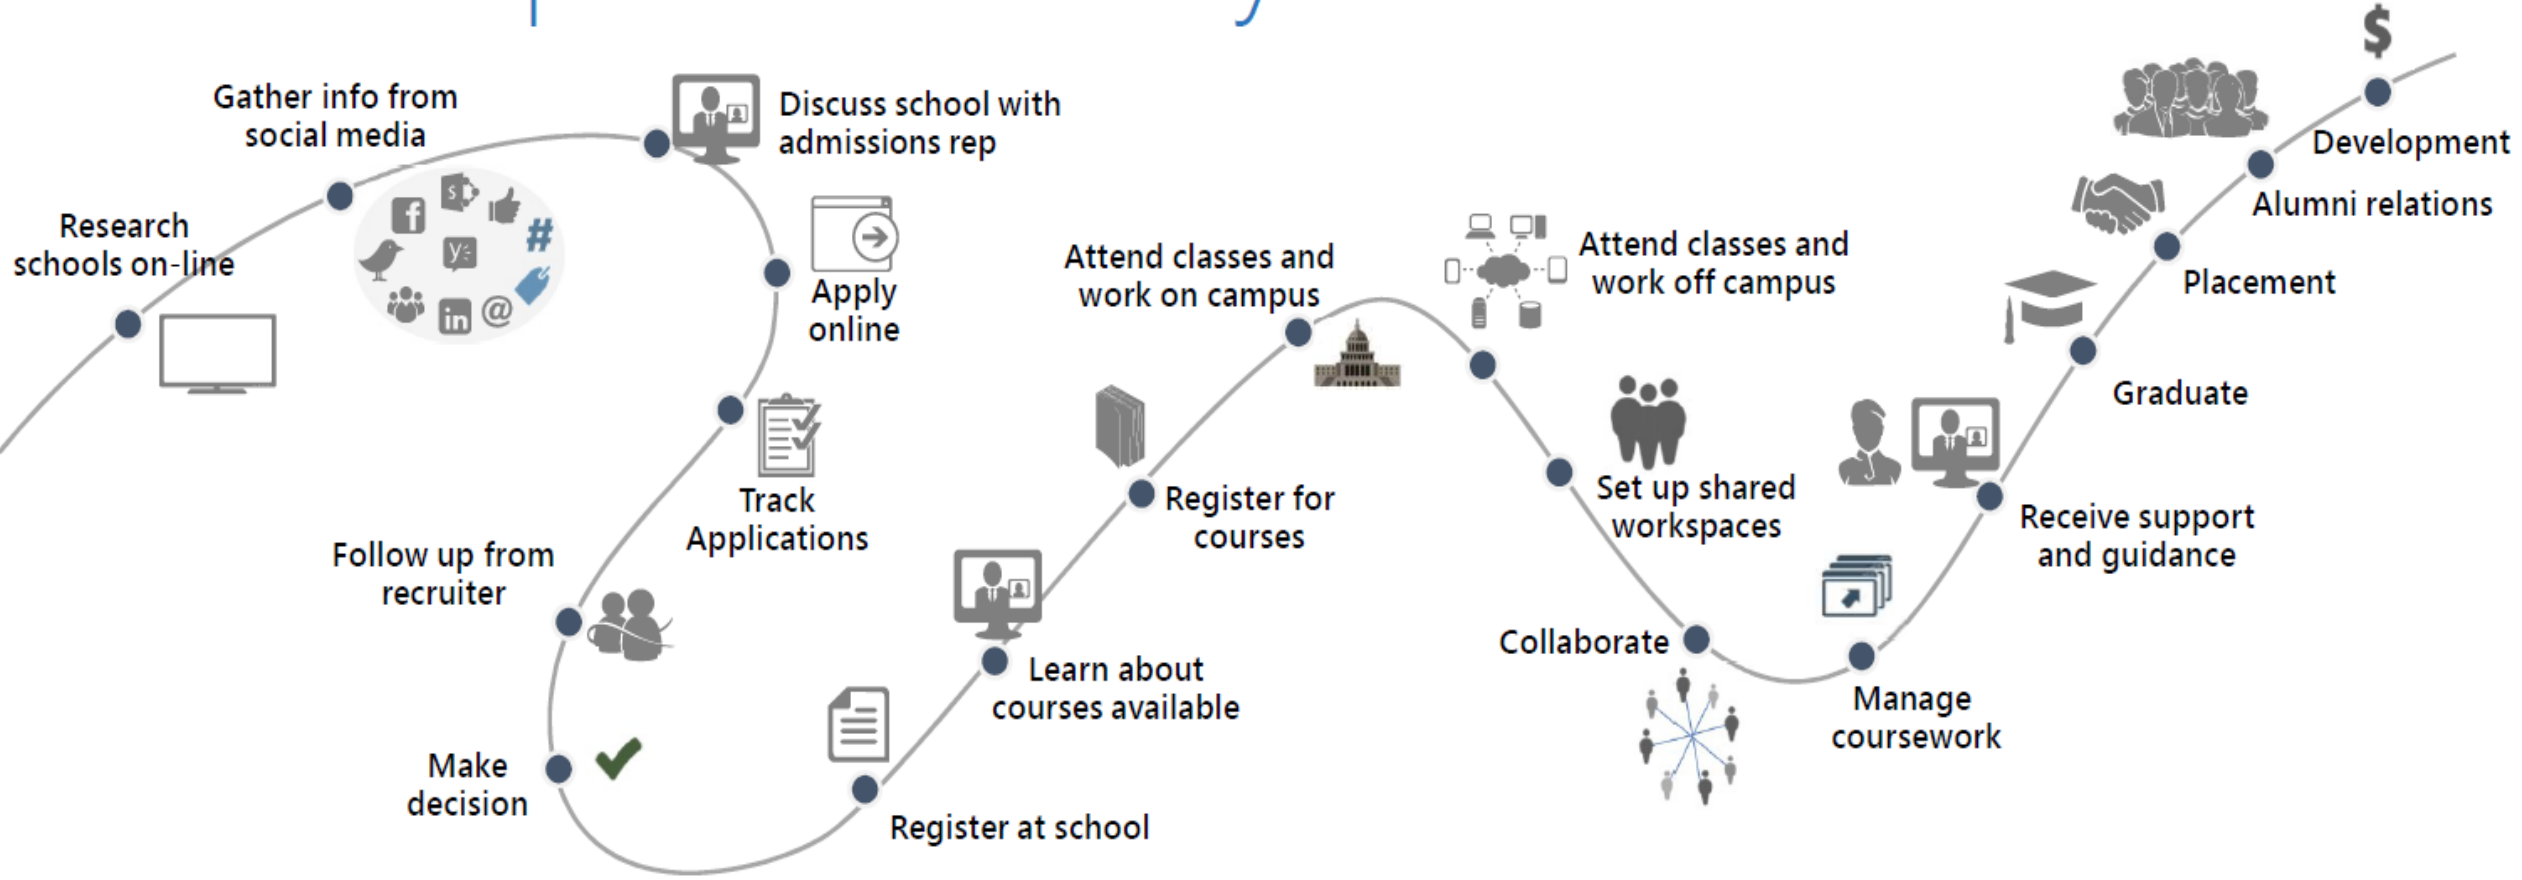 Gather info from
social media
Discuss school with
admissions rep
Research
schools on-line
Apply
online
Track
Applications
Follow up from
recruiter
Make
decision
Register at school
Learn about
courses available
Register for
courses
Attend classes and
work on campus
Attend classes and
work off campus
Set up shared
workspaces
Collaborate
Manage
coursework
Receive support
and guidance
Graduate
Placement
Alumni relations
Development
$
f
S
#
y
in
@